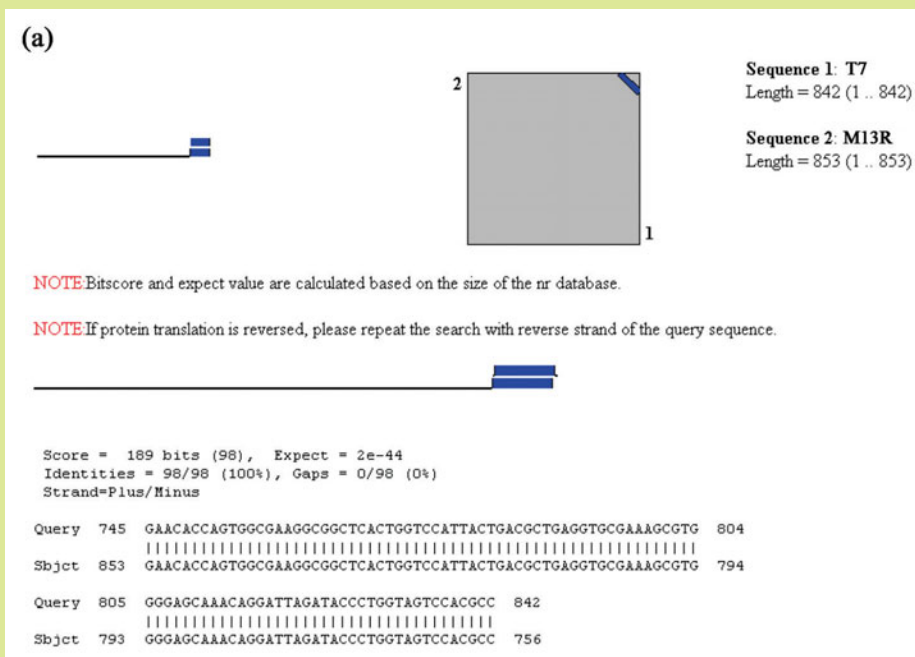 (a)
2
1
Sequence 1: T7
Length = 842 (1 .. 842)
Sequence 2: M13R
Length = 853 (1 .. 853)
NOTE:Bitscore and expect value are calculated based on the size of the nr database.
NOTE:If protein translation is reversed, please repeat the search with reverse strand of the query sequence.
Score = 189 bits (98), Expect = 2e-44
Identities = 98/98 (100%), Gaps = 0/98 (0%)
Strand=Plus/Minus
Query 745 GAACACCAGTGGCGAAGGCGGCTCACTGGTCCATTACTGACGCTGAGGTGCGAAAGCGTG 804
||||||||||||||||||||||||||||||||||||||||||||||||||||||||||||
Sbjct 853 GAACACCAGTGGCGAAGGCGGCTCACTGGTCCATTACTGACGCTGAGGTGCGAAAGCGTG 794
Query 805 GGGAGCAAACAGGATTAGATACCCTGGTAGTCCACGCC 842
||||||||||||||||||||||||||||||||||||||
Sbjct 793 GGGAGCAAACAGGATTAGATACCCTGGTAGTCCACGCC 756